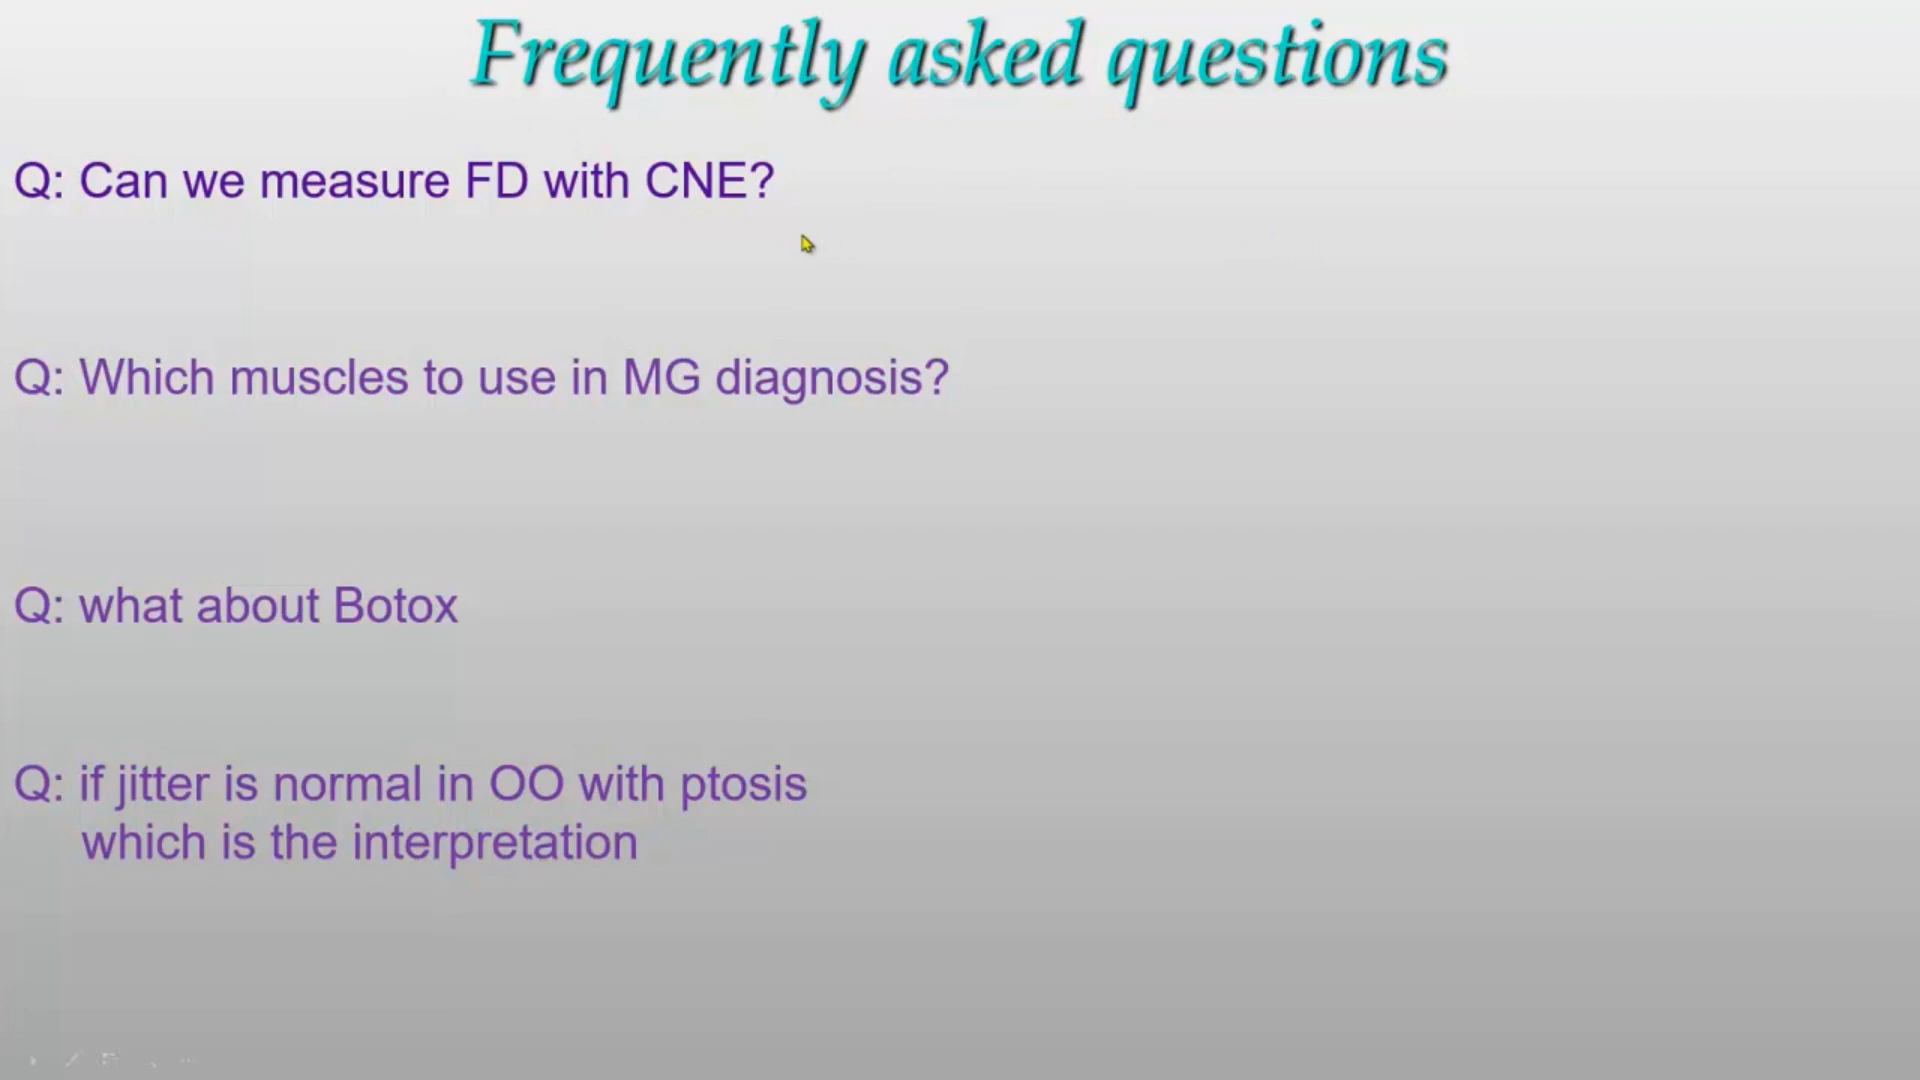 Frequently asked questions
Q: Can we measure FD with CNE?
Q: Which muscles to use in MG diagnosis?
Q: what about Botox
Q: if jitter is normal in OO with ptosis
which is the interpretation